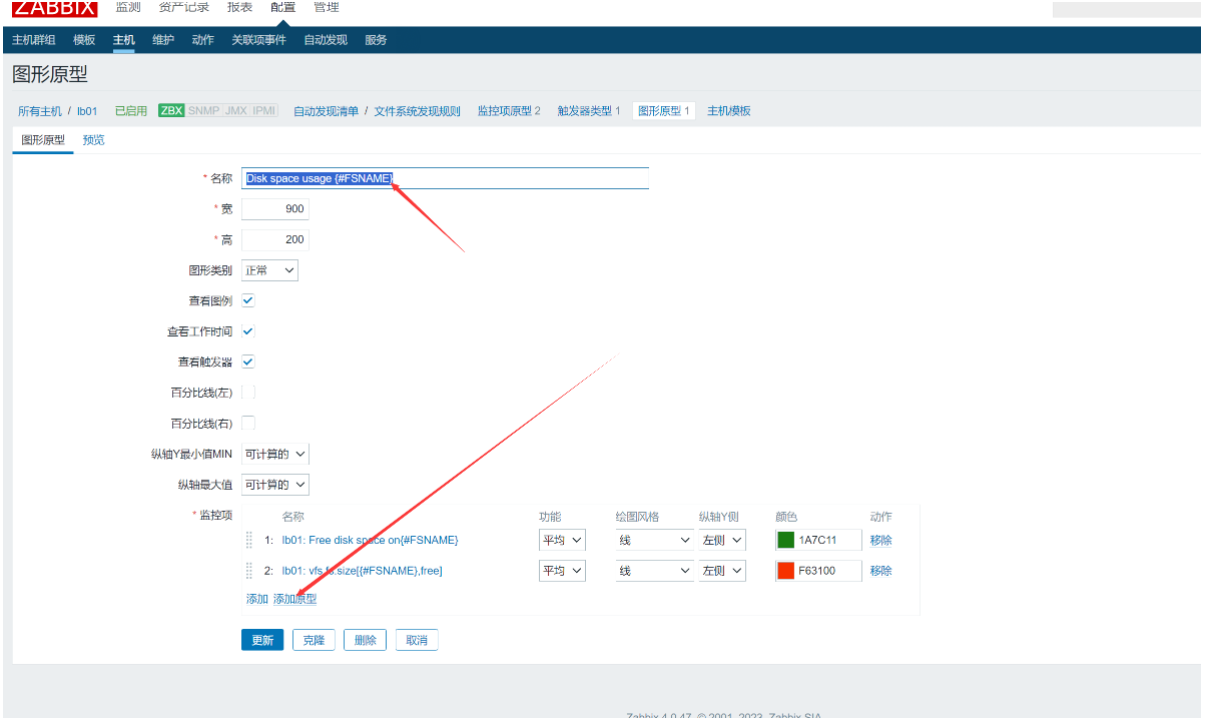 ZABBIX 监测 资产记录 报表 配置 管理
主机群组 模板 主机 维护 动作 关联项事件 自动发现 服务
图形原型
所有主机 / lb01 已启用 ZBX SNMP JMX IPMI 自动发现清单 / 文件系统发现规则 监控项原型 2 触发器类型 1 图形原型 1 主机模板
图形原型 预览
* 名称 Disk space usage {#FSNAME}
* 宽 900
* 高 200
图形类别 正常
查看图例
查看工作时间
查看触发器
百分比线(左)
百分比线(右)
纵轴Y最小值MIN 可计算的
纵轴最大值 可计算的
* 监控项 名称 功能 绘图风格 纵轴Y侧 颜色 动作
1: lb01: Free disk space on{#FSNAME} 平均 线 左侧 1A7C11 移除
2: lb01: vfs.fs.size[{#FSNAME},free] 平均 线 左侧 F63100 移除
添加 添加原型
更新 克隆 删除 取消
Zabbix 4.0.47. © 2001–2023, Zabbix SIA